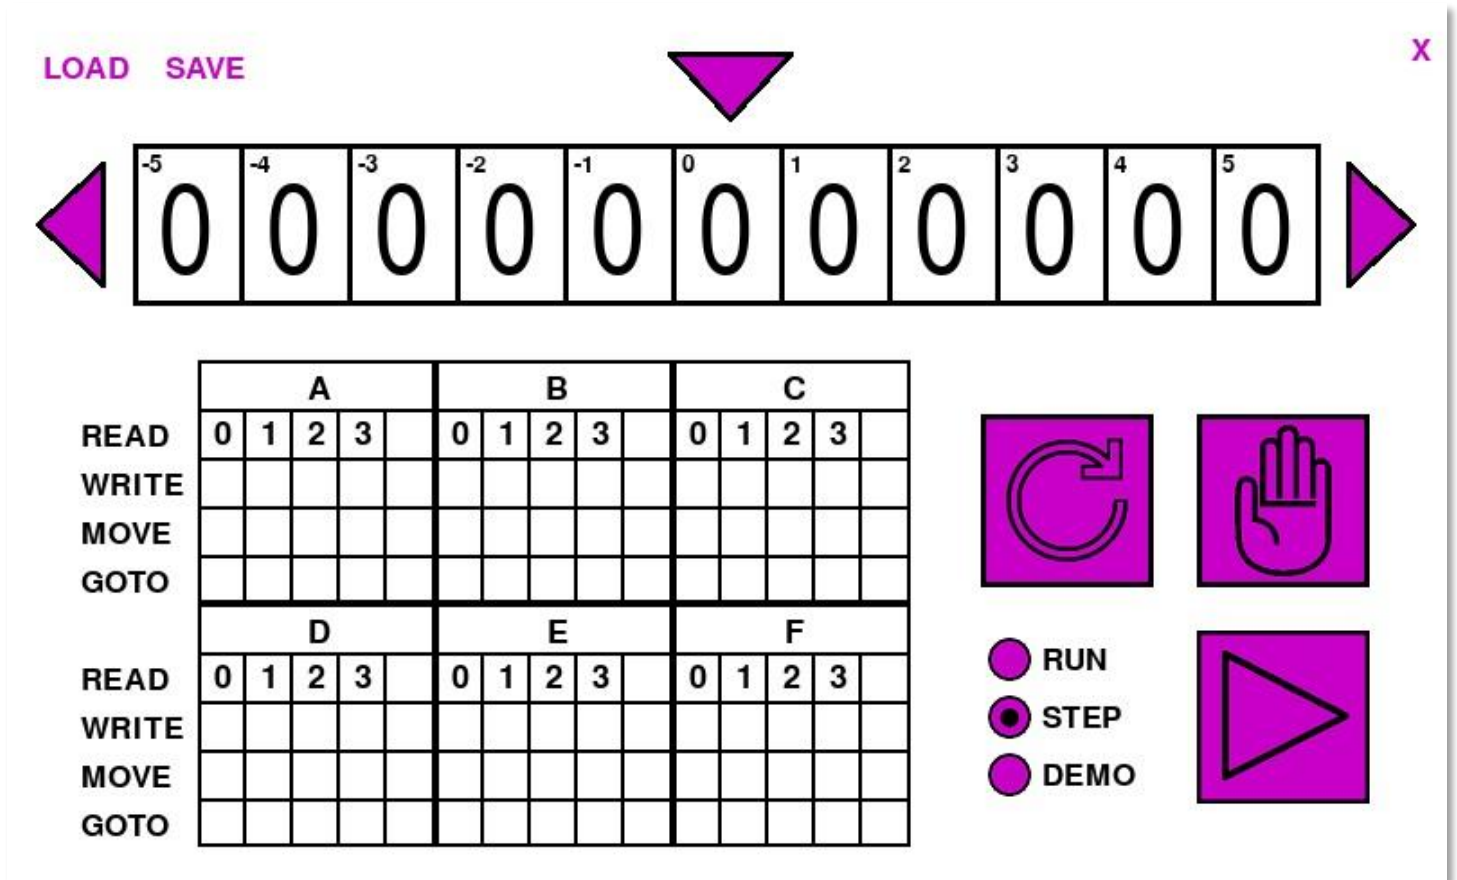 LOAD SAVE X
-5 -4 -3 -2 -1 0 1 2 3 4 5
0 0 0 0 0 0 0 0 0 0 0
A B C
READ 0 1 2 3 0 1 2 3 0 1 2 3
WRITE
MOVE
GOTO
D E F
READ 0 1 2 3 0 1 2 3 0 1 2 3
WRITE
MOVE
GOTO
RUN
STEP
DEMO